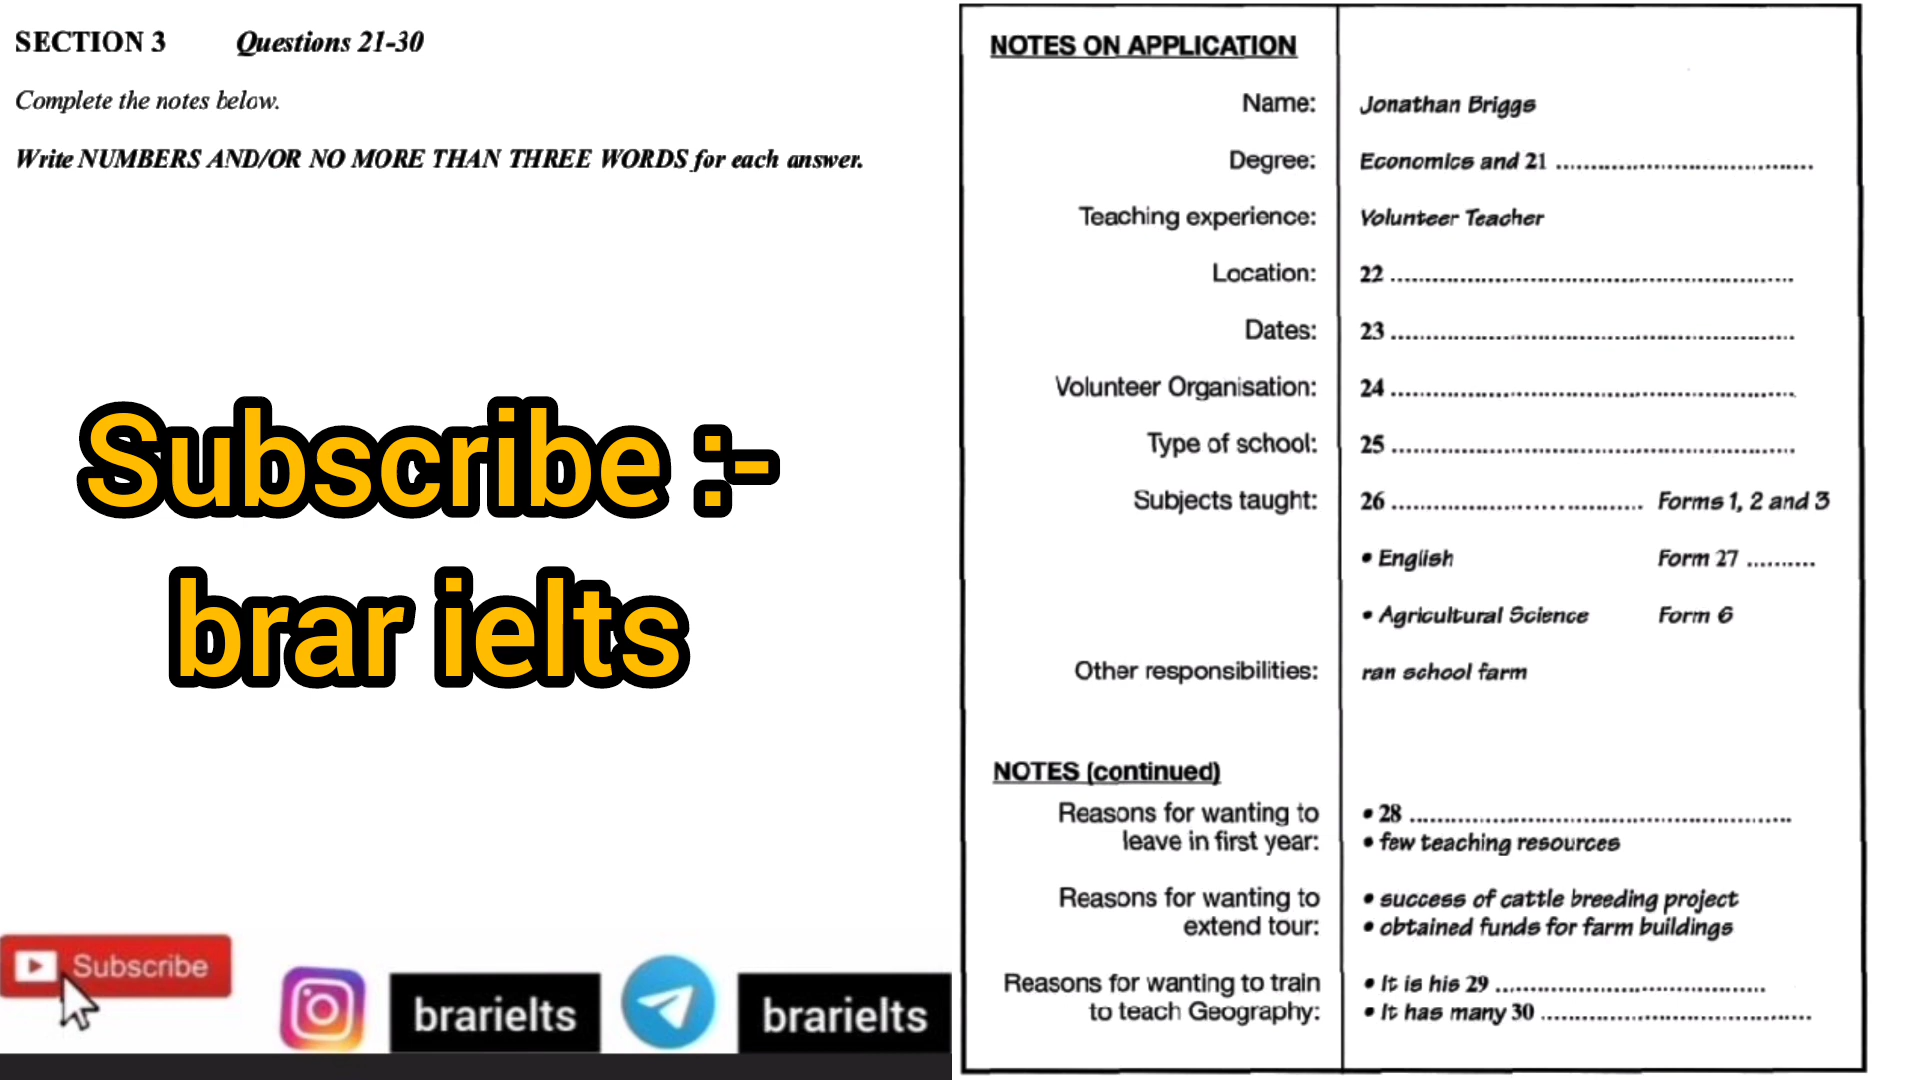 SECTION 3 Questions 21-30
Complete the notes below.
Write NUMBERS AND/OR NO MORE THAN THREE WORDS for each answer.
Subscribe :-
brar ielts
Subscribe
brarielts
brarielts
NOTES ON APPLICATION
Name: Jonathan Briggs
Degree: Economics and 21 ....................................
Teaching experience: Volunteer Teacher
Location: 22 ....................................
Dates: 23 ....................................
Volunteer Organisation: 24 ....................................
Type of school: 25 ....................................
Subjects taught: 26 .................................... Forms 1, 2 and 3
• English Form 27 ..........
• Agricultural Science Form 6
Other responsibilities: ran school farm
NOTES (continued)
Reasons for wanting to leave in first year: • 28 ....................................
• few teaching resources
Reasons for wanting to extend tour: • success of cattle breeding project
• obtained funds for farm buildings
Reasons for wanting to train to teach Geography: • It is his 29 ....................................
• It has many 30 ....................................